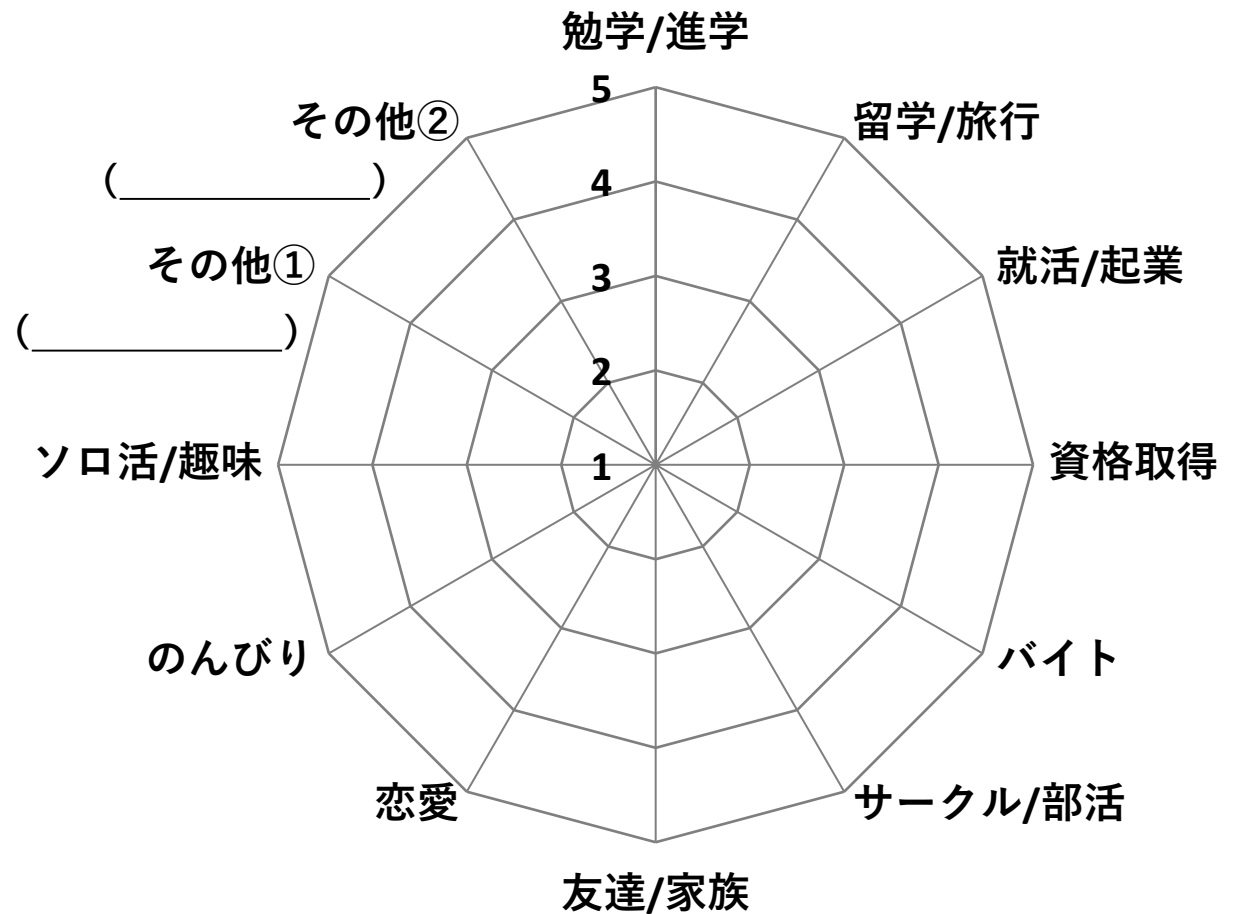 勉学/進学
5
その他②
留学/旅行
4
(____________)
その他①
3
就活/起業
(____________)
2
ソロ活/趣味
1
資格取得
のんびり
バイト
恋愛
サークル/部活
友達/家族